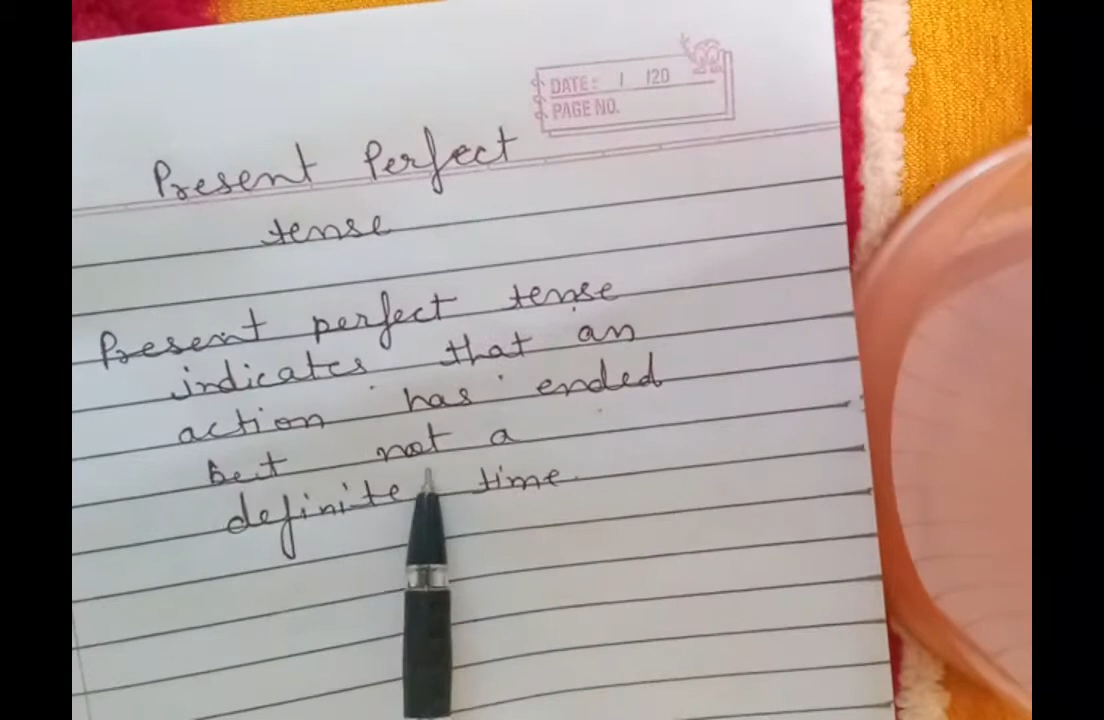 DATE: / /20
PAGE NO.
Present Perfect
tense
Present perfect tense
indicates that an
action has ended
but not a
definite time.